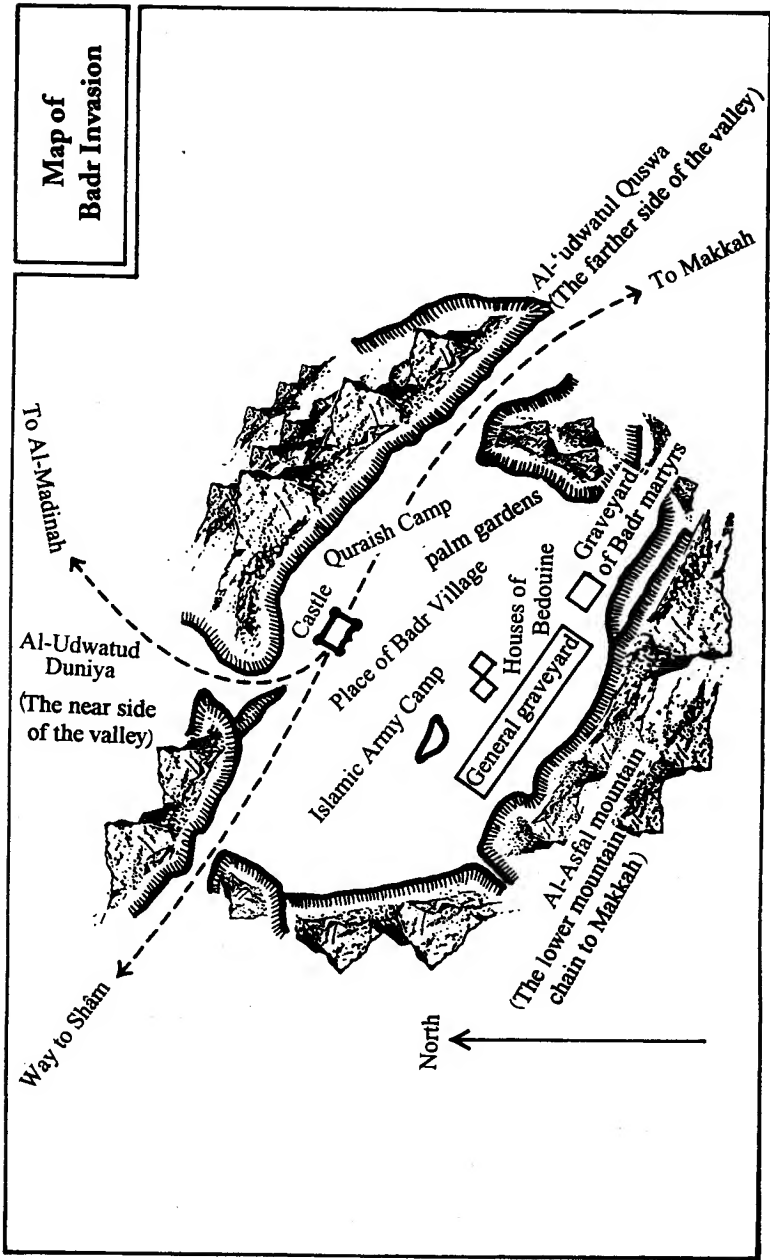 Map of
Badr Invasion
To Al-Madinah
Al-Udwatud
Duniya
(The near side
of the valley)
Way to Shâm
Castle
Quraish Camp
Al-‘udwatul Quswa
(The farther side of the valley)
To Makkah
palm gardens
Place of Badr Village
Islamic Army Camp
Houses of
Bedouine
Graveyard
of Badr martyrs
General graveyard
Al-Asfal mountain
(The lower mountain
chain to Makkah)
North